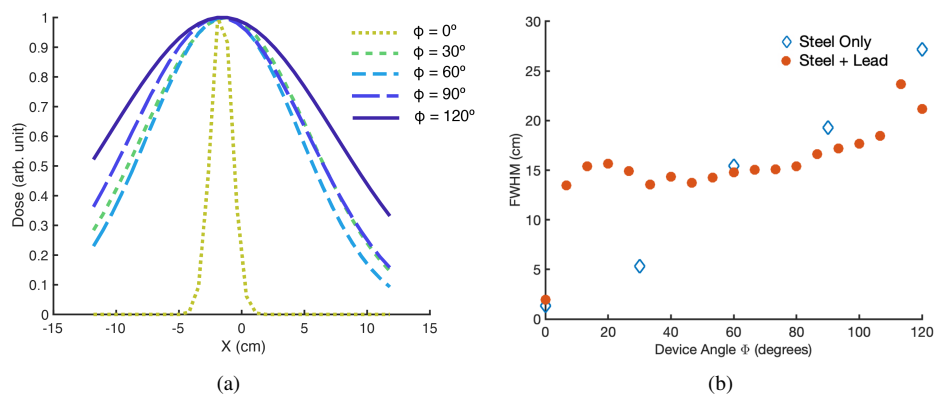 1
0.9
0.8
0.7
0.6
0.5
0.4
0.3
0.2
0.1
0
Dose (arb. unit)
-15 -10 -5 0 5 10 15
X (cm)
ϕ = 0º
ϕ = 30º
ϕ = 60º
ϕ = 90º
ϕ = 120º
(a)
30
25
20
15
10
5
0
FWHM (cm)
0 20 40 60 80 100 120
Device Angle Φ (degrees)
Steel Only
Steel + Lead
(b)